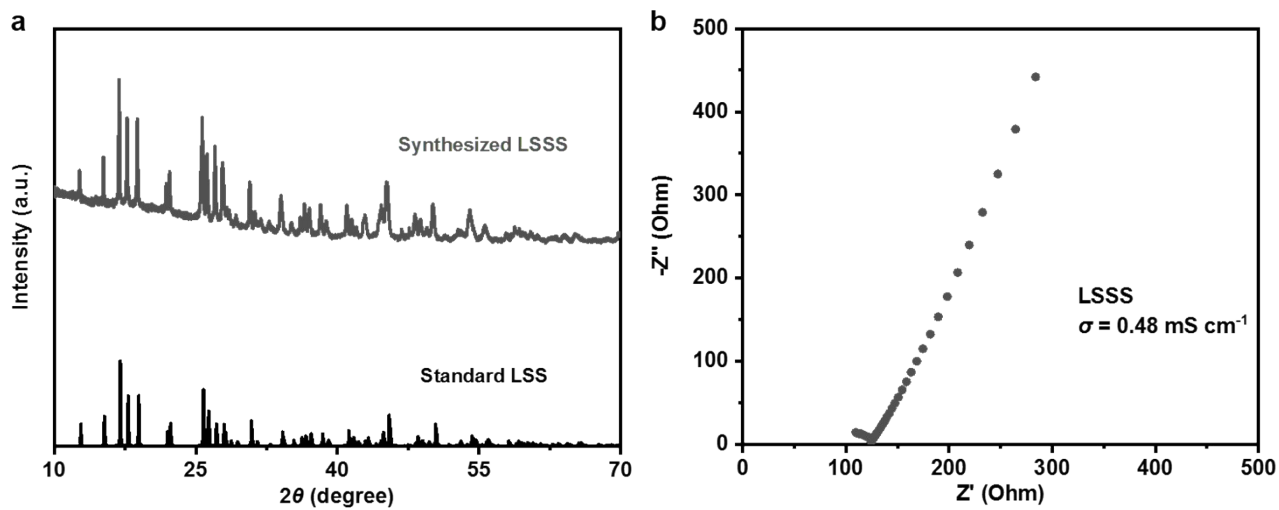 a
Intensity (a.u.)
Synthesized LSSS
Standard LSS
10 25 40 55 70
2θ (degree)
b
-Z'' (Ohm)
500
400
300
200
100
0
LSSS
σ = 0.48 mS cm⁻¹
0 100 200 300 400 500
Z' (Ohm)